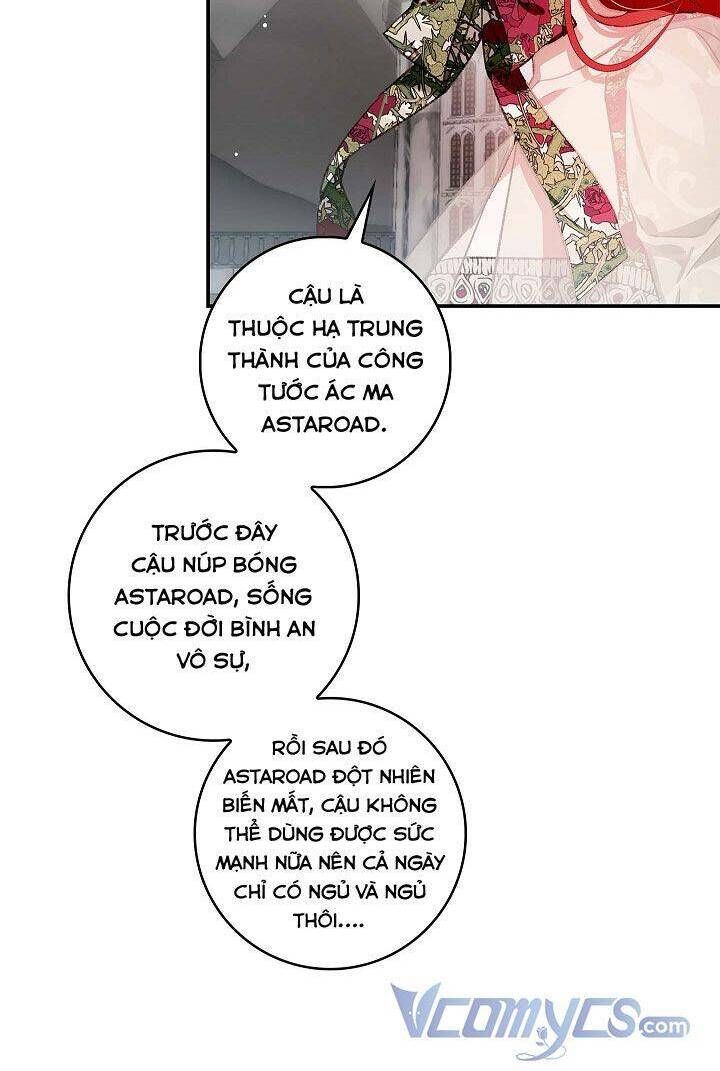 CẬU LÀ
THUỘC HẠ TRUNG
THÀNH CỦA CÔNG
TƯỚC ÁC MA
ASTAROAD.
TRƯỚC ĐÂY
CẬU NÚP BÓNG
ASTAROAD, SỐNG
CUỘC ĐỜI BÌNH AN
VÔ SỰ,
RỒI SAU ĐÓ
ASTAROAD ĐỘT NHIÊN
BIẾN MẤT, CẬU KHÔNG
THỂ DÙNG ĐƯỢC SỨC
MẠNH NỮA NÊN CẢ NGÀY
CHỈ CÓ NGỦ VÀ NGỦ
THÔI....
VCOMYCS.com